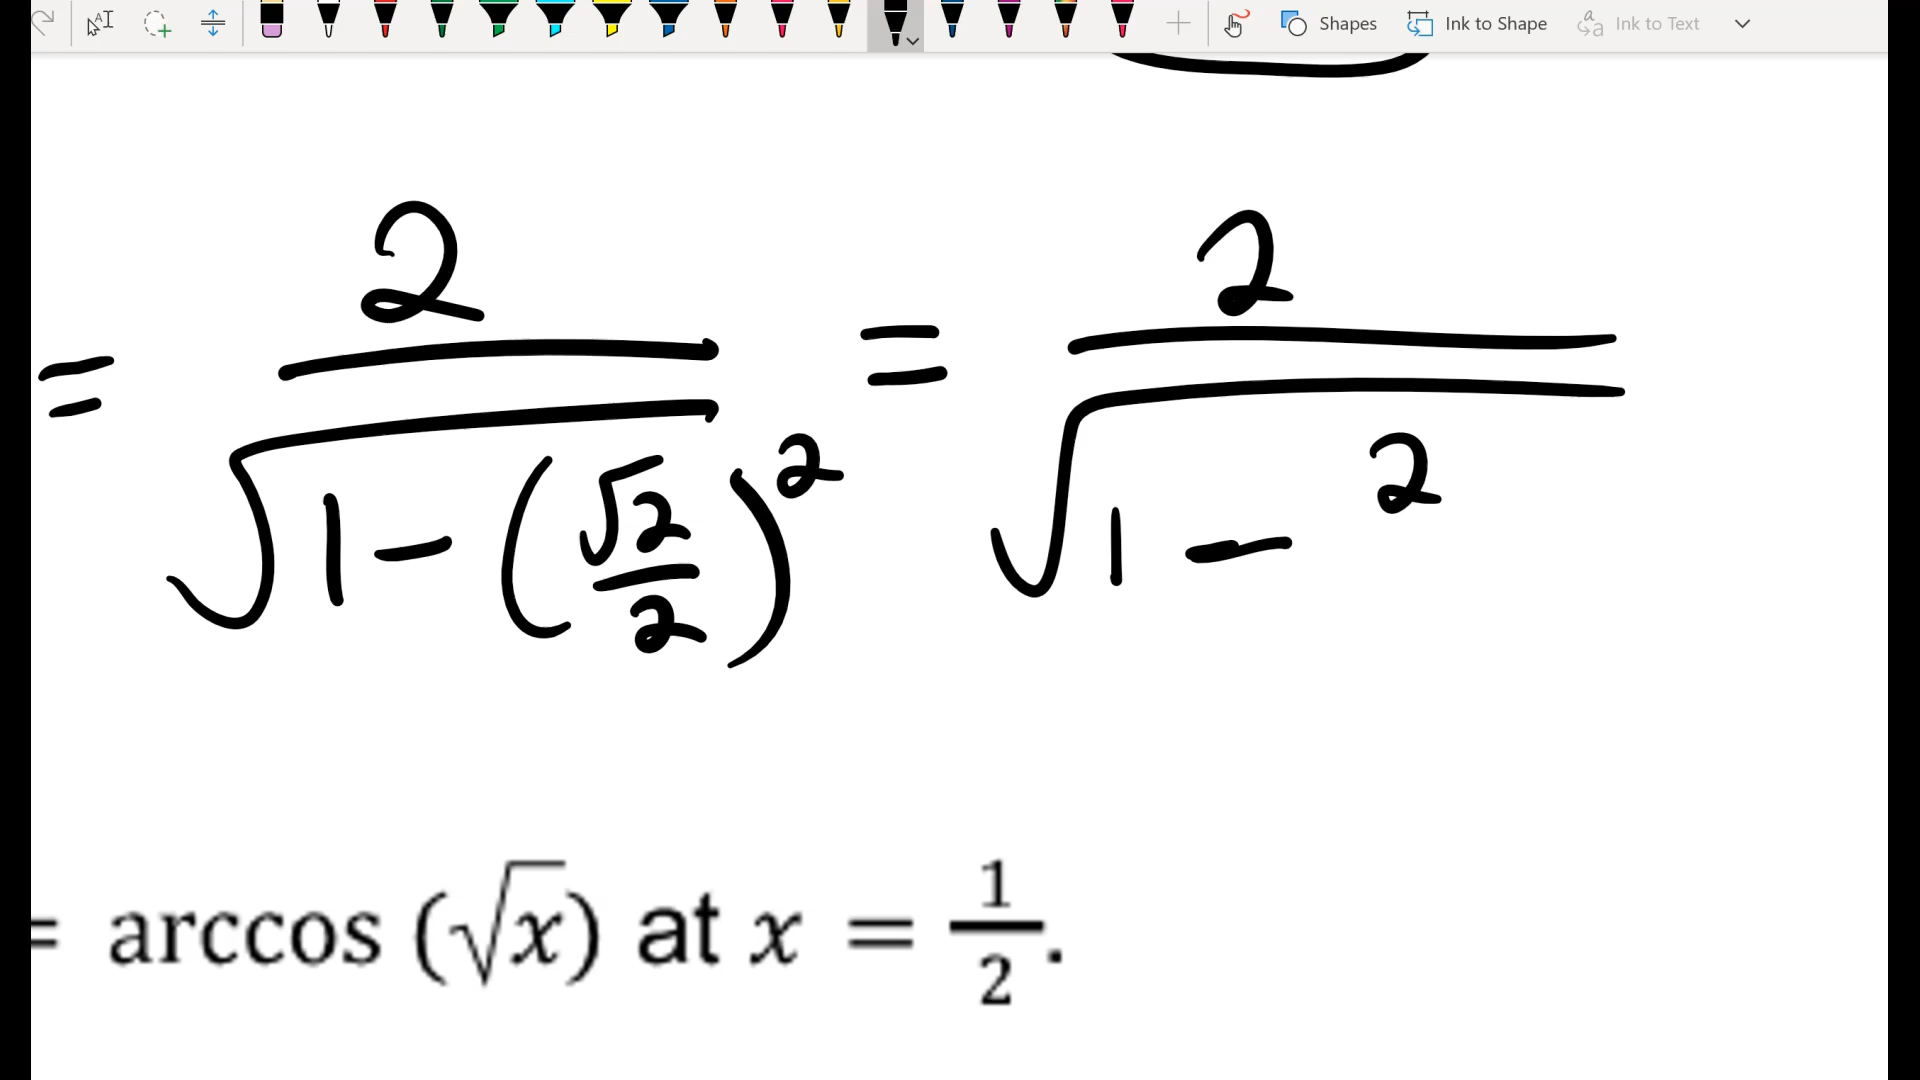 Shapes Ink to Shape Ink to Text
= 2 / √(1 - (√2/2)²) = 2 / √(1 - 2
= arccos (√x) at x = 1/2.